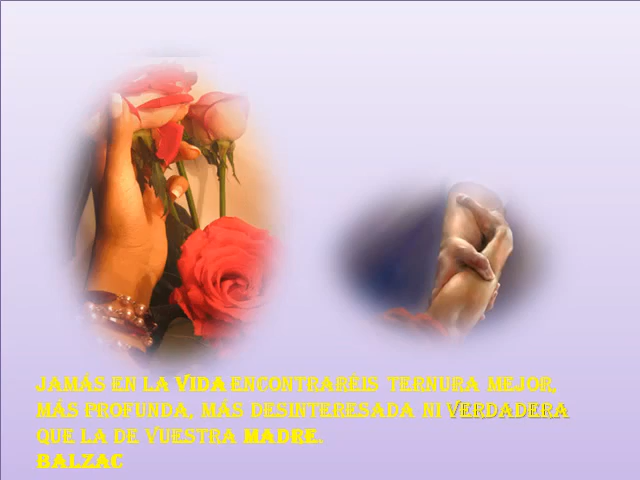 JAMÁS EN LA VIDA ENCONTRARÉIS TERNURA MEJOR,
MÁS PROFUNDA, MÁS DESINTERESADA NI VERDADERA
QUE LA DE VUESTRA MADRE.
BALZAC